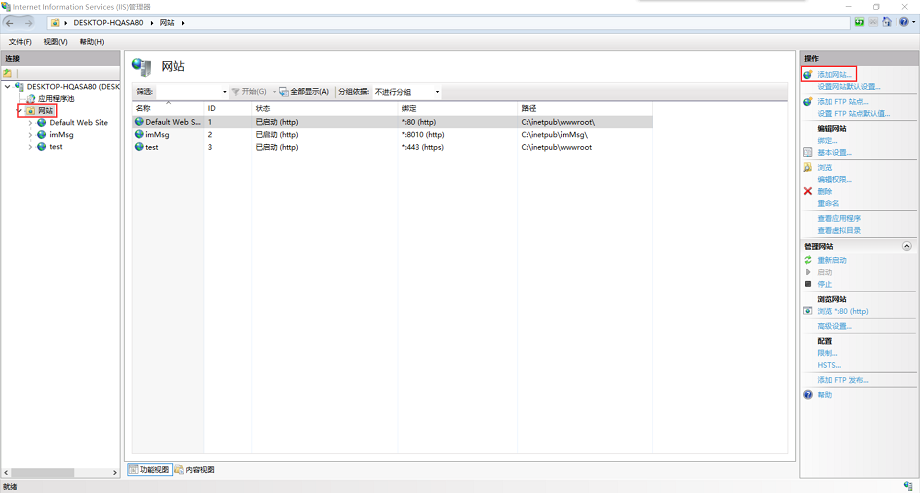 Internet Information Services (IIS)管理器
DESKTOP-HQASA80 网站
文件(F) 视图(V) 帮助(H)
连接
DESKTOP-HQASA80 (DESK
应用程序池
网站
Default Web Site
imMsg
test
网站
筛选: 开始(G) 全部显示(A) 分组依据: 不进行分组
名称 ID 状态 绑定 路径
Default Web S... 1 已启动 (http) *:80 (http) C:\inetpub\wwwroot\
imMsg 2 已启动 (http) *:8010 (http) C:\inetpub\imMsg\
test 3 已启动 (http) *:443 (https) C:\inetpub\wwwroot
功能视图 内容视图
操作
添加网站...
设置网站默认设置...
添加 FTP 站点...
设置 FTP 站点默认值...
编辑网站
绑定...
基本设置...
浏览
编辑权限...
删除
重命名
查看应用程序
查看虚拟目录
管理网站
重新启动
启动
停止
浏览网站
浏览 *:80 (http)
高级设置...
配置
限制...
HSTS...
添加 FTP 发布...
帮助
就绪